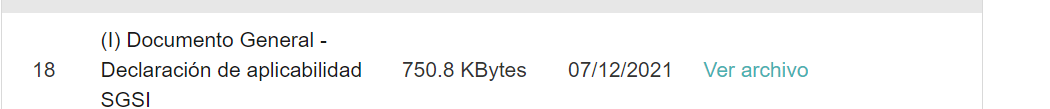 (I) Documento General -
18 Declaración de aplicabilidad 750.8 KBytes 07/12/2021 Ver archivo
SGSI